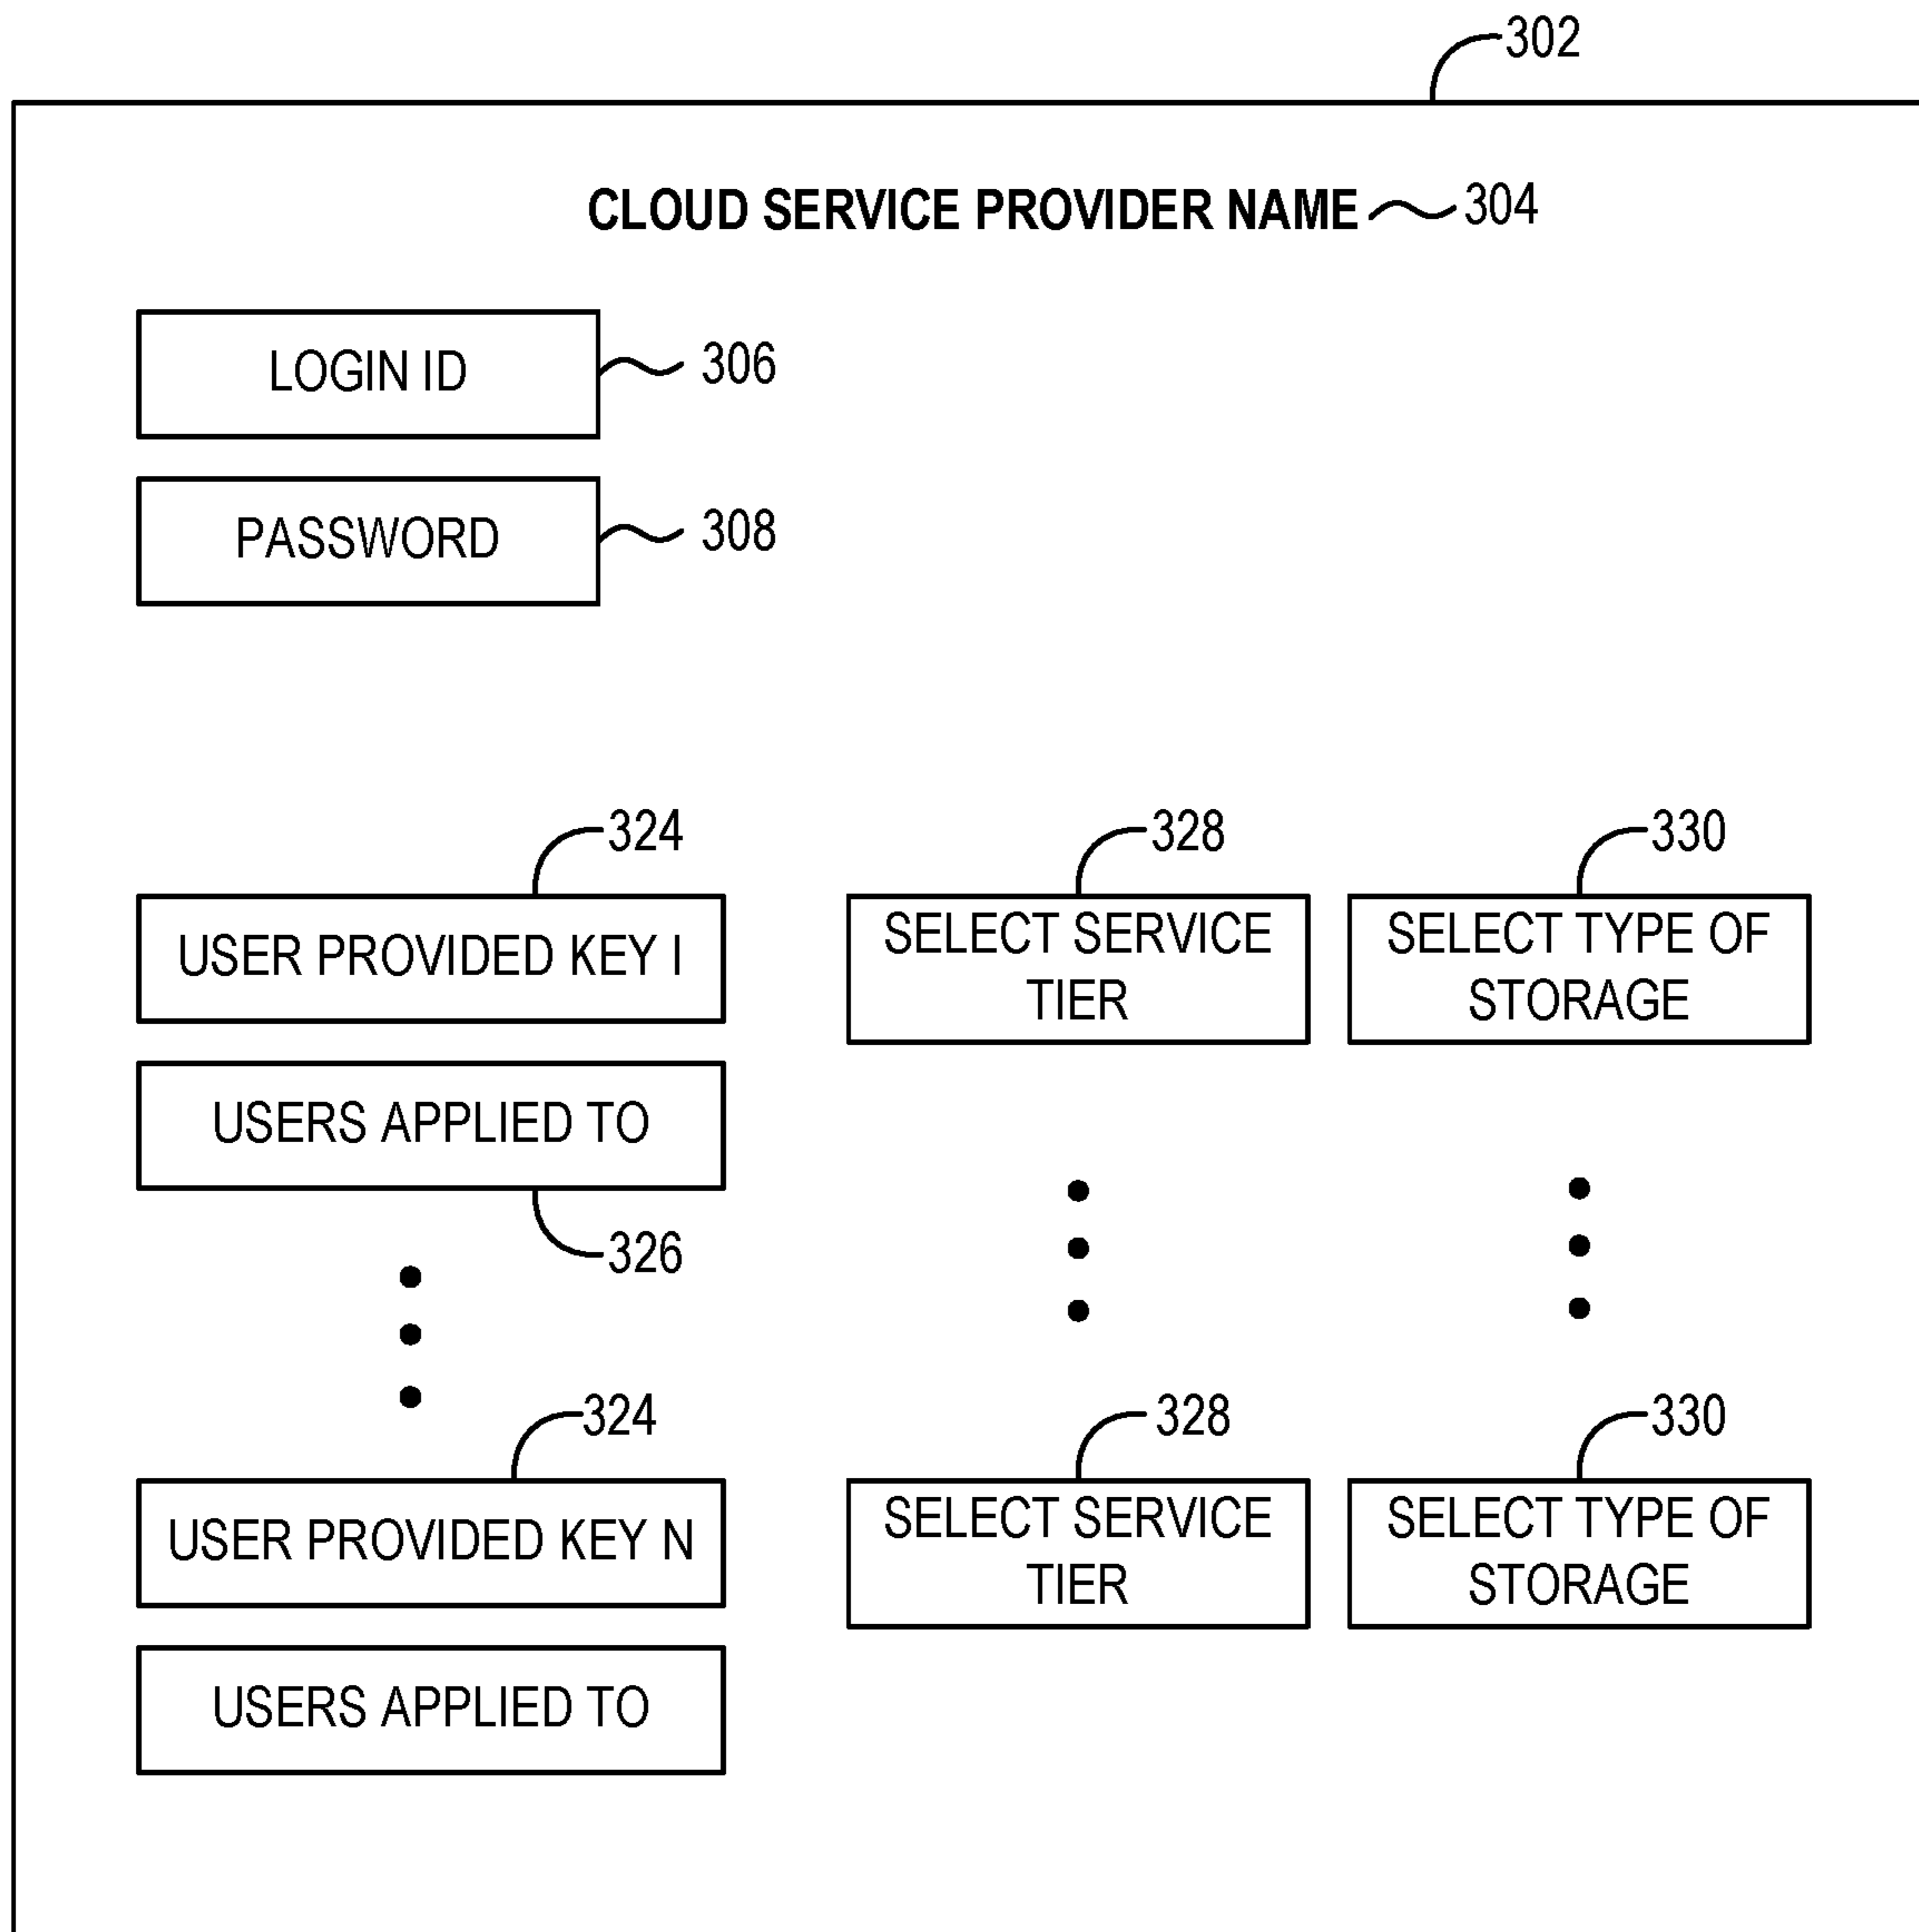 302
CLOUD SERVICE PROVIDER NAME 304
LOGIN ID 306
PASSWORD 308
324 328 330
USER PROVIDED KEY I
SELECT SERVICE
TIER
SELECT TYPE OF
STORAGE
USERS APPLIED TO
326
324 328 330
USER PROVIDED KEY N
SELECT SERVICE
TIER
SELECT TYPE OF
STORAGE
USERS APPLIED TO